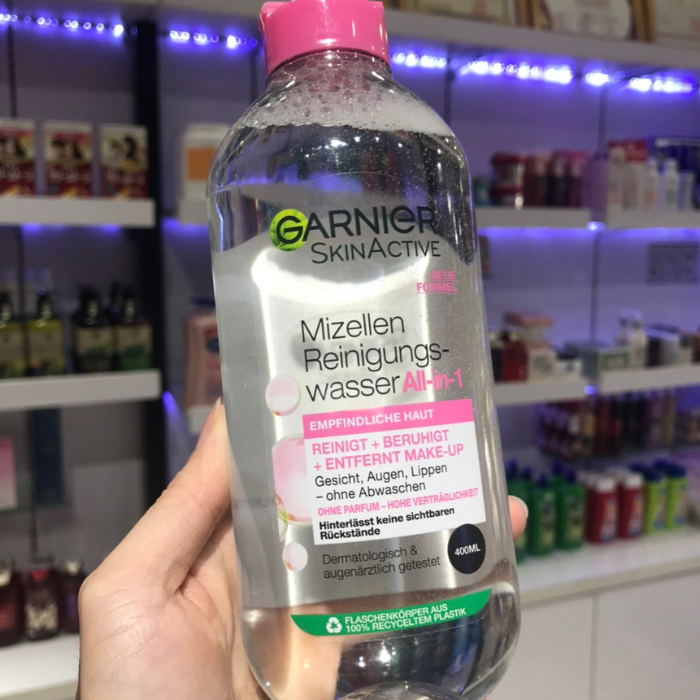 GARNIER
SKINACTIVE
NEUE
FORMEL
Mizellen
Reinigungs-
wasser All-in-1
EMPFINDLICHE HAUT
REINIGT + BERUHIGT
+ ENTFERNT MAKE-UP
Gesicht, Augen, Lippen
– ohne Abwaschen
OHNE PARFUM – HOHE VERTRÄGLICHKEIT
Hinterlässt keine sichtbaren
Rückstände
Dermatologisch &
augenärztlich getestet
400ML
FLASCHENKÖRPER AUS
100% RECYCELTEM PLASTIK